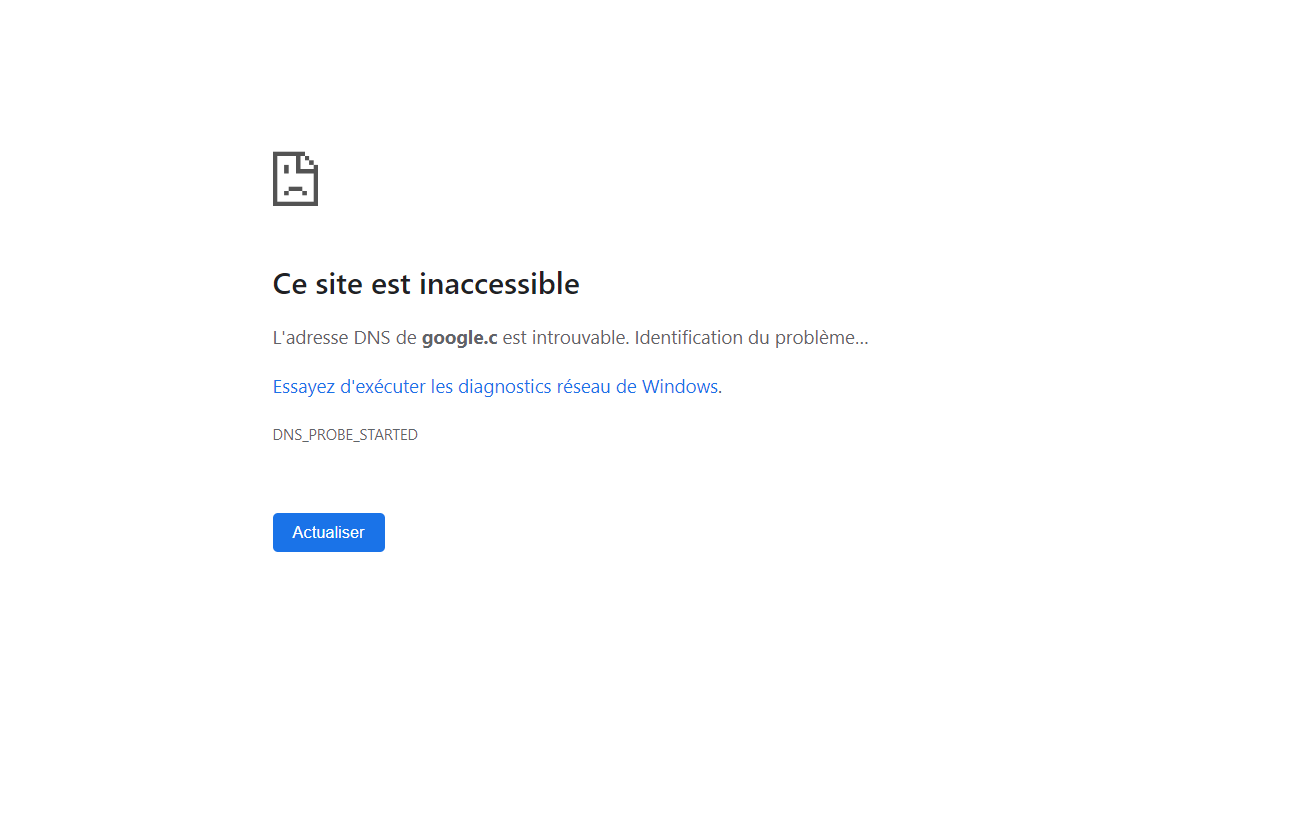 Ce site est inaccessible
L'adresse DNS de google.c est introuvable. Identification du problème...
Essayez d'exécuter les diagnostics réseau de Windows.
DNS_PROBE_STARTED
Actualiser